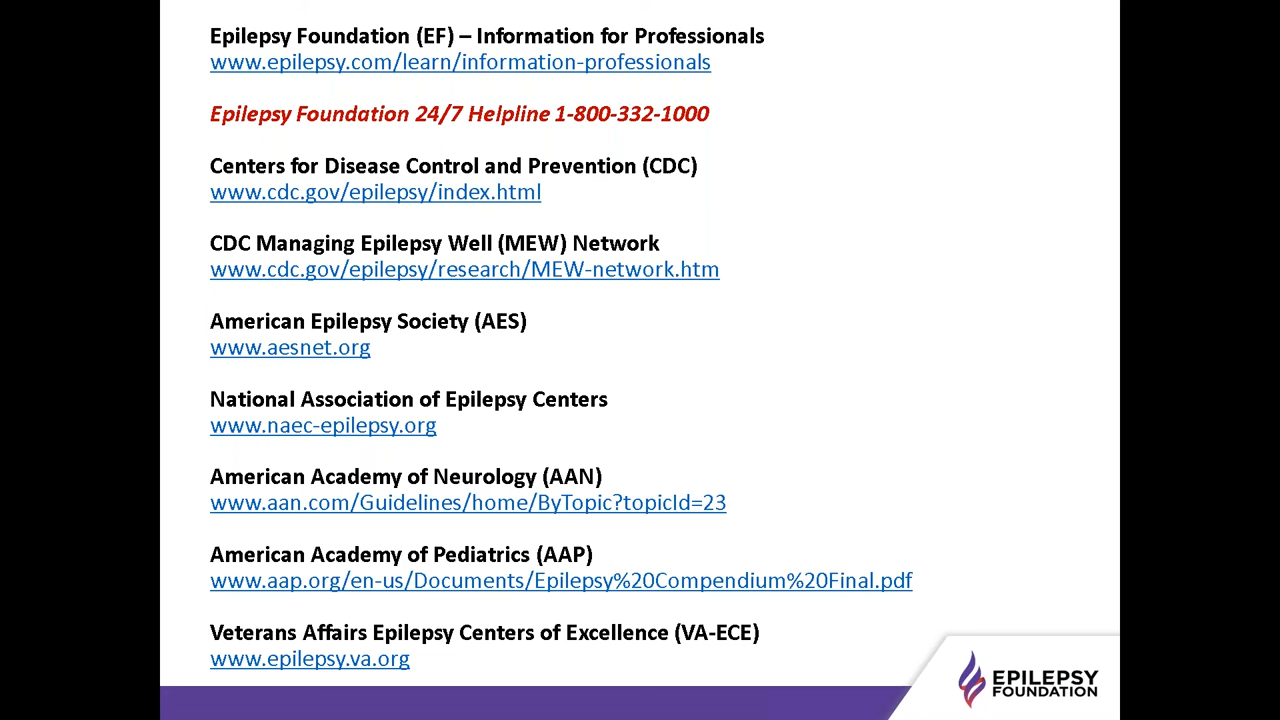 Epilepsy Foundation (EF) – Information for Professionals
www.epilepsy.com/learn/information-professionals
Epilepsy Foundation 24/7 Helpline 1-800-332-1000
Centers for Disease Control and Prevention (CDC)
www.cdc.gov/epilepsy/index.html
CDC Managing Epilepsy Well (MEW) Network
www.cdc.gov/epilepsy/research/MEW-network.htm
American Epilepsy Society (AES)
www.aesnet.org
National Association of Epilepsy Centers
www.naec-epilepsy.org
American Academy of Neurology (AAN)
www.aan.com/Guidelines/home/ByTopic?topicId=23
American Academy of Pediatrics (AAP)
www.aap.org/en-us/Documents/Epilepsy%20Compendium%20Final.pdf
Veterans Affairs Epilepsy Centers of Excellence (VA-ECE)
www.epilepsy.va.org
EPILEPSY
FOUNDATION